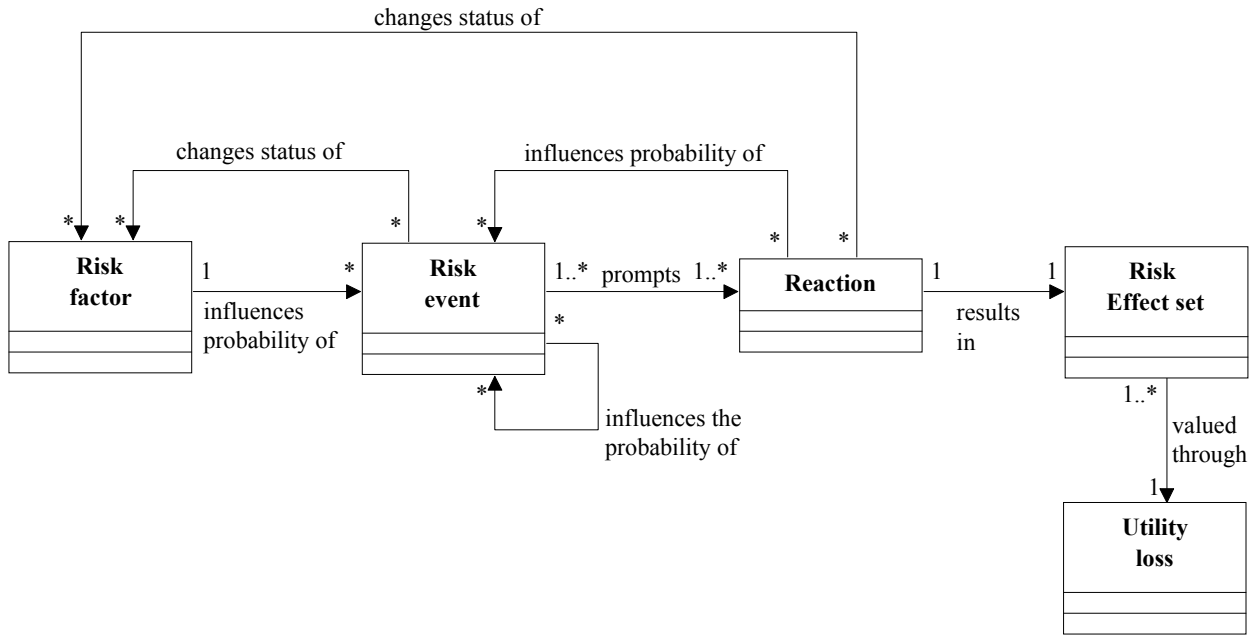 changes status of
*
*
changes status of
influences probability of
*
*
*
*
*
*
Risk
factor
1
*
influences
probability of
Risk
event
1..*
prompts
1..*
Reaction
1
1
results
in
Risk
Effect set
*
*
influences the
probability of
1..*
valued
through
1
Utility
loss